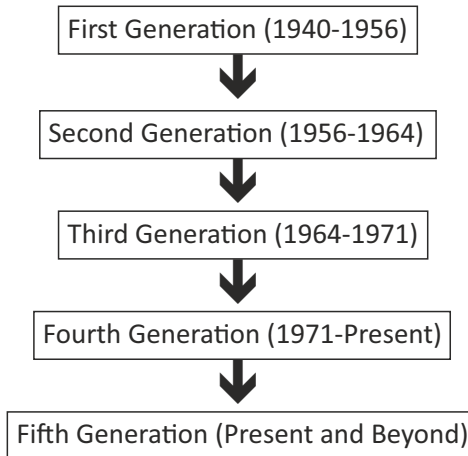 First Generation (1940-1956)
Second Generation (1956-1964)
Third Generation (1964-1971)
Fourth Generation (1971-Present)
Fifth Generation (Present and Beyond)